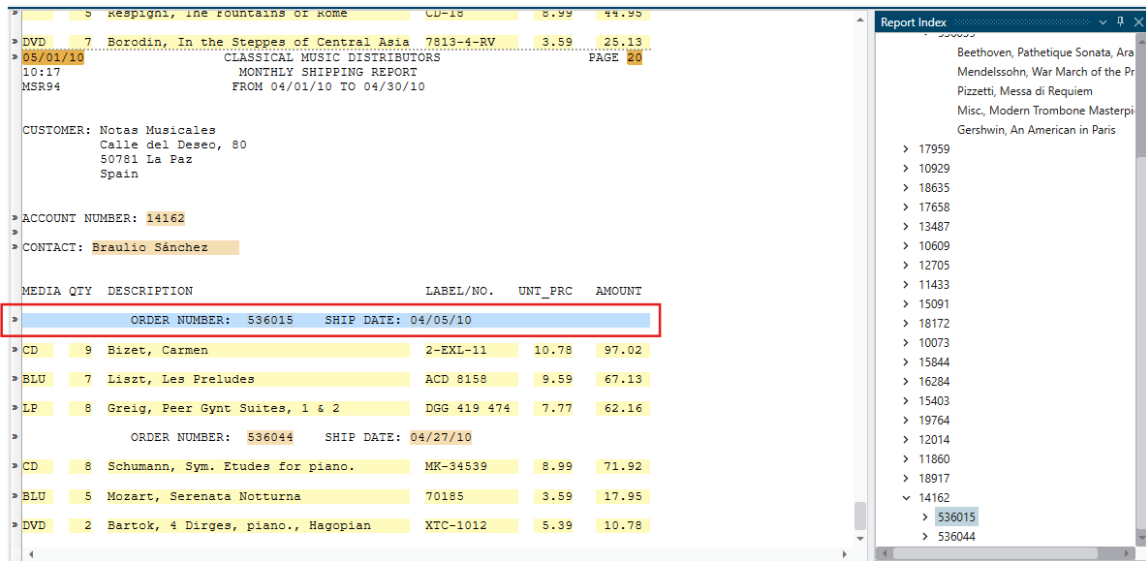 5 Respighi, The Fountains of Rome CD-18 8.99 44.95
DVD 7 Borodin, In the Steppes of Central Asia 7813-4-RV 3.59 25.13
05/01/10 CLASSICAL MUSIC DISTRIBUTORS PAGE 20
10:17 MONTHLY SHIPPING REPORT
MSR94 FROM 04/01/10 TO 04/30/10
CUSTOMER: Notas Musicales
Calle del Deseo, 80
50781 La Paz
Spain
ACCOUNT NUMBER: 14162
CONTACT: Braulio Sánchez
MEDIA QTY DESCRIPTION LABEL/NO. UNT_PRC AMOUNT
ORDER NUMBER: 536015 SHIP DATE: 04/05/10
CD 9 Bizet, Carmen 2-EXL-11 10.78 97.02
BLU 7 Liszt, Les Preludes ACD 8158 9.59 67.13
LP 8 Greig, Peer Gynt Suites, 1 & 2 DGG 419 474 7.77 62.16
ORDER NUMBER: 536044 SHIP DATE: 04/27/10
CD 8 Schumann, Sym. Etudes for piano. MK-34539 8.99 71.92
BLU 5 Mozart, Serenata Notturna 70185 3.59 17.95
DVD 2 Bartok, 4 Dirges, piano., Hagopian XTC-1012 5.39 10.78
Report Index
Beethoven, Pathetique Sonata, Ara
Mendelssohn, War March of the Pr
Pizzetti, Messa di Requiem
Misc., Modern Trombone Masterpi
Gershwin, An American in Paris
17959
10929
18635
17658
13487
10609
12705
11433
15091
18172
10073
15844
16284
15403
19764
12014
11860
18917
14162
536015
536044